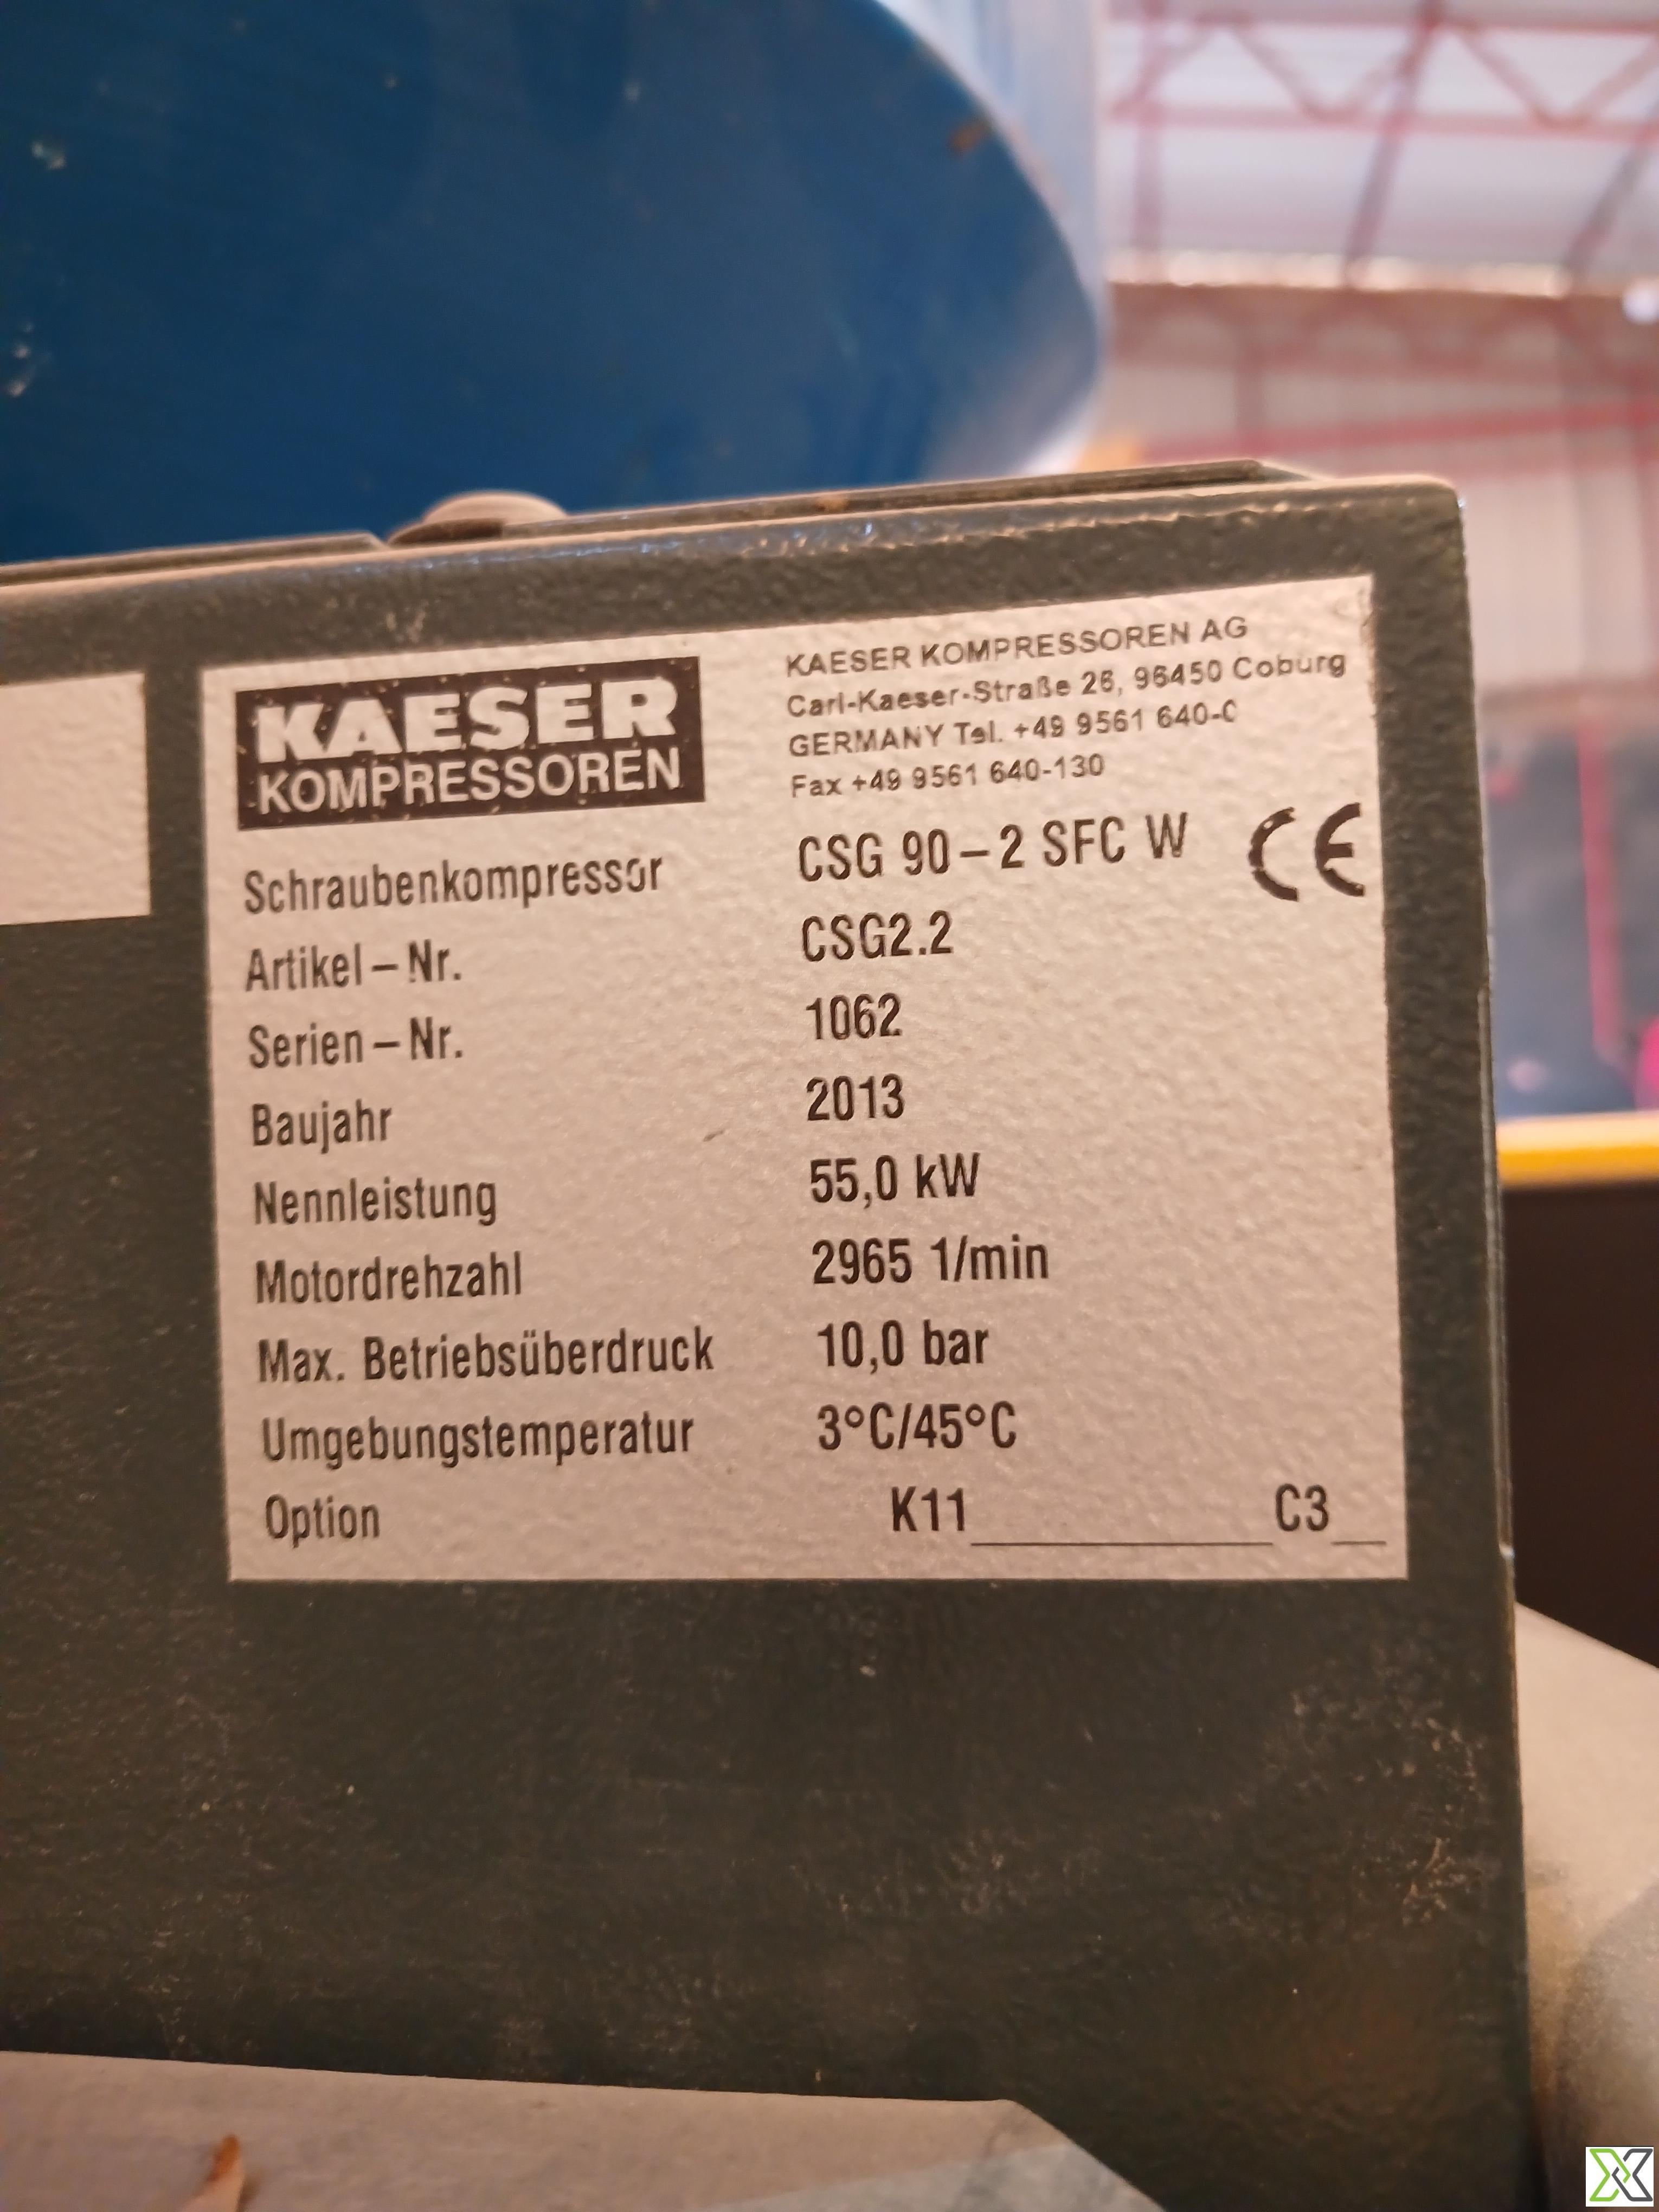 KAESER
KOMPRESSOREN
KAESER KOMPRESSOREN AG
Carl-Kaeser-Straße 26, 96450 Coburg
GERMANY Tel. +49 9561 640-0
Fax +49 9561 640-130
Schraubenkompressor CSG 90-2 SFC W CE
Artikel-Nr. CSG2.2
Serien-Nr. 1062
Baujahr 2013
Nennleistung 55,0 kW
Motordrehzahl 2965 1/min
Max. Betriebsüberdruck 10,0 bar
Umgebungstemperatur 3°C/45°C
Option K11__________C3__